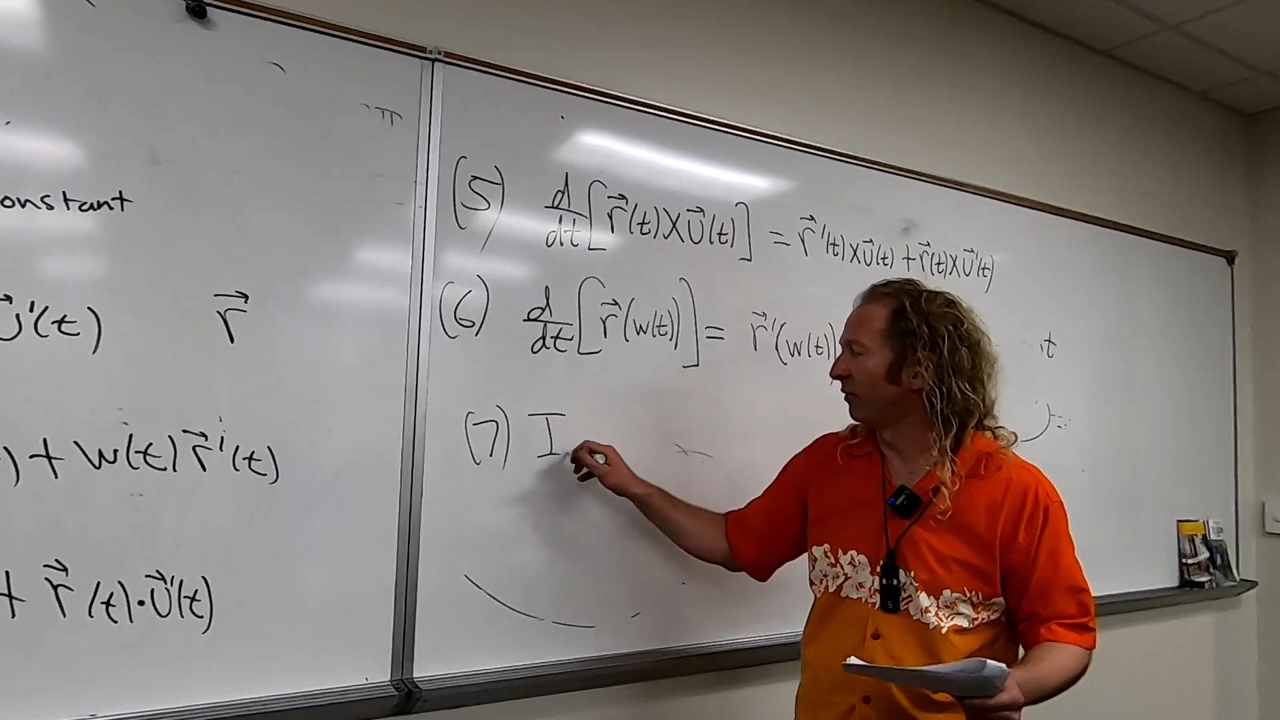 π
onstant
u⃗'(t) r⃗
) + w(t) r⃗'(t)
+ r⃗(t)·u⃗'(t)
(5) d/dt [r⃗(t) X u⃗(t)] = r⃗'(t) X u⃗(t) + r⃗(t) X u⃗'(t)
(6) d/dt [r⃗(w(t))] = r⃗'(w(t)) t
(7) I